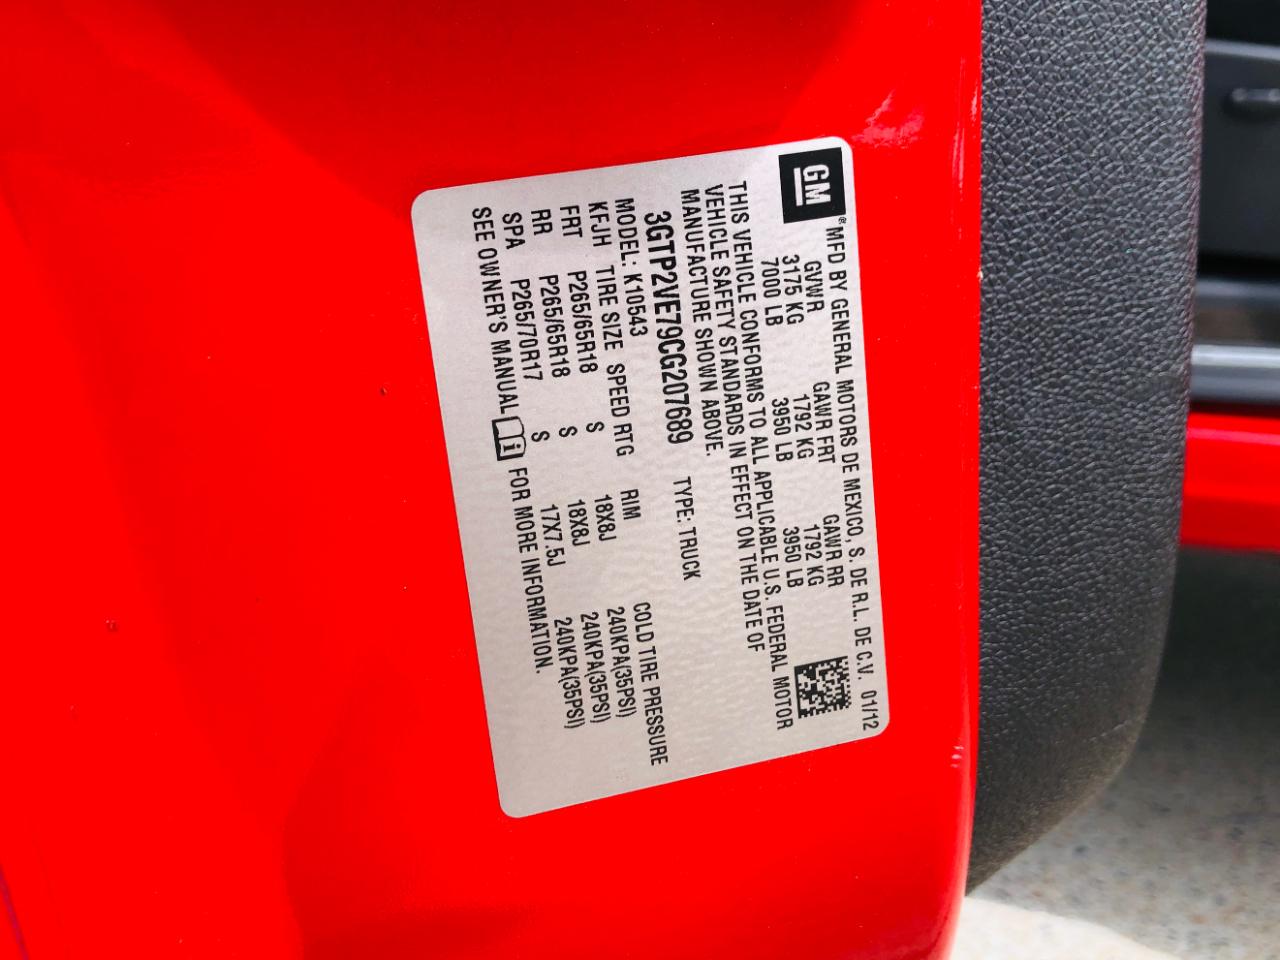 GM
®MFD BY GENERAL MOTORS DE MEXICO, S. DE R.L. DE C.V. 01/12
GVWR GAWR FRT GAWR RR
3175 KG 1792 KG 1792 KG
7000 LB 3950 LB 3950 LB
THIS VEHICLE CONFORMS TO ALL APPLICABLE U.S. FEDERAL MOTOR
VEHICLE SAFETY STANDARDS IN EFFECT ON THE DATE OF
MANUFACTURE SHOWN ABOVE.
3GTP2VE79CG207689 TYPE: TRUCK
MODEL: K10543
KFJH TIRE SIZE SPEED RTG RIM COLD TIRE PRESSURE
FRT P265/65R18 S 18X8J 240KPA(35PSI)
RR P265/65R18 S 18X8J 240KPA(35PSI)
SPA P265/70R17 S 17X7.5J 240KPA(35PSI)
SEE OWNER'S MANUAL FOR MORE INFORMATION.